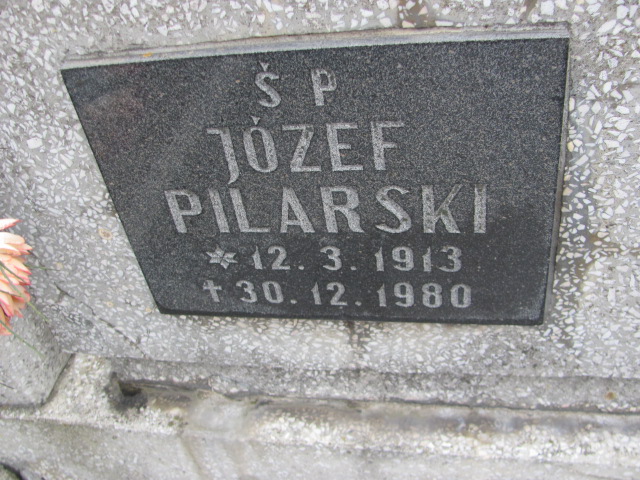 Ś P
JÓZEF
PILARSKI
* 12. 3. 1913
✝ 30. 12. 1980